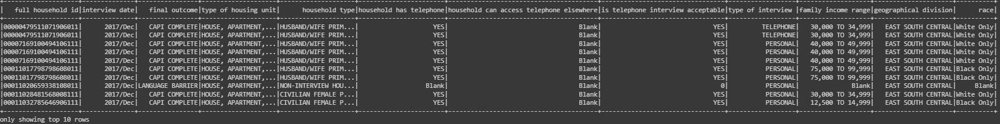 |   full household id|interview date|   final outcome|type of housing unit|      household type|household has telephone|household can access telephone elsewhere|is telephone interview acceptable|type of interview |family income range|geographical division|      race|
|000004795110719­06011|      2017/Dec|   CAPI COMPLETE|HOUSE, APARTMENT,...|HUSBAND/WIFE PRIM...|                    YES|                                   Blank|                              YES|         TELEPHONE|   30,000 TO 34,999|   EAST SOUTH CENTRAL|White Only|
|00000479511071906011|      2017/Dec|   CAPI COMPLETE|HOUSE, APARTMENT,...|HUSBAND/WIFE PRIM...|                    YES|                                   Blank|                              YES|         TELEPHONE|   30,000 TO 34,999|   EAST SOUTH CENTRAL|White Only|
|00007169100494106111|      2017/Dec|   CAPI COMPLETE|HOUSE, APARTMENT,...|HUSBAND/WIFE PRIM...|                    YES|                                   Blank|                              YES|          PERSONAL|   40,000 TO 49,999|   EAST SOUTH CENTRAL|White Only|
|00007169100494106111|      2017/Dec|   CAPI COMPLETE|HOUSE, APARTMENT,...|HUSBAND/WIFE PRIM...|                    YES|                                   Blank|                              YES|          PERSONAL|   40,000 TO 49,999|   EAST SOUTH CENTRAL|White Only|
|00007169100494106111|      2017/Dec|   CAPI COMPLETE|HOUSE, APARTMENT,...|HUSBAND/WIFE PRIM...|                    YES|                                   Blank|                              YES|          PERSONAL|   40,000 TO 49,999|   EAST SOUTH CENTRAL|White Only|
|00011017798798608011|      2017/Dec|   CAPI COMPLETE|HOUSE, APARTMENT,...|HUSBAND/WIFE PRIM...|                    YES|                                   Blank|                              YES|          PERSONAL|   75,000 TO 99,999|   EAST SOUTH CENTRAL|Black Only|
|00011017798798608011|      2017/Dec|   CAPI COMPLETE|HOUSE, APARTMENT,...|HUSBAND/WIFE PRIM...|                    YES|                                   Blank|                              YES|          PERSONAL|   75,000 TO 99,999|   EAST SOUTH CENTRAL|Black Only|
|00011020659338108011|      2017/Dec|LANGUAGE BARRIER|HOUSE, APARTMENT,...|NON-INTERVIEW HOU...|                  Blank|                                   Blank|                                0|          PERSONAL|              Blank|   EAST SOUTH CENTRAL|     Blank|
|00011028481568008111|      2017/Dec|   CAPI COMPLETE|HOUSE, APARTMENT,...|CIVILIAN FEMALE P...|                    YES|                                   Blank|                              YES|          PERSONAL|   30,000 TO 34,999|   EAST SOUTH CENTRAL|White Only|
|00011032785646906111|      2017/Dec|   CAPI COMPLETE|HOUSE, APARTMENT,...|CIVILIAN FEMALE P...|                    YES|                                   Blank|                              YES|          PERSONAL|   12,500 TO 14,999|   EAST SOUTH CENTRAL|Black Only|
only showing top 10 rows